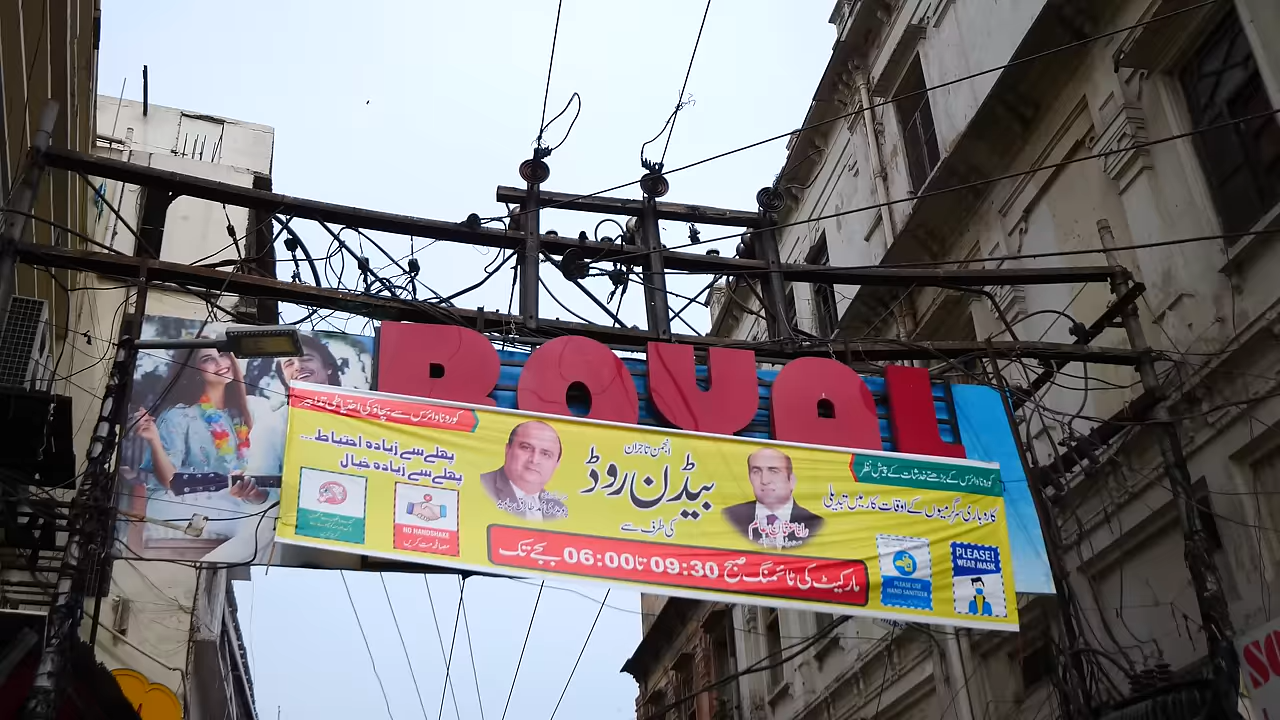 ROYAL
کورونا وائرس سے بچاؤ کی احتیاطی تدابیر
پہلے سے زیادہ احتیاط...
پہلے سے زیادہ خیال
NO HANDSHAKE
مصافحہ مت کریں
انجمن تاجران
بیڈن روڈ
کی طرف سے
کورونا وائرس کے بڑھتے خدشات کے پیش نظر
کاروباری سرگرمیوں کے اوقات کار میں تبدیلی
مارکیٹ کی ٹائمنگ صبح 09:30 تا 06:00 بجے تک
PLEASE USE
HAND SANITIZER
PLEASE!
WEAR MASK